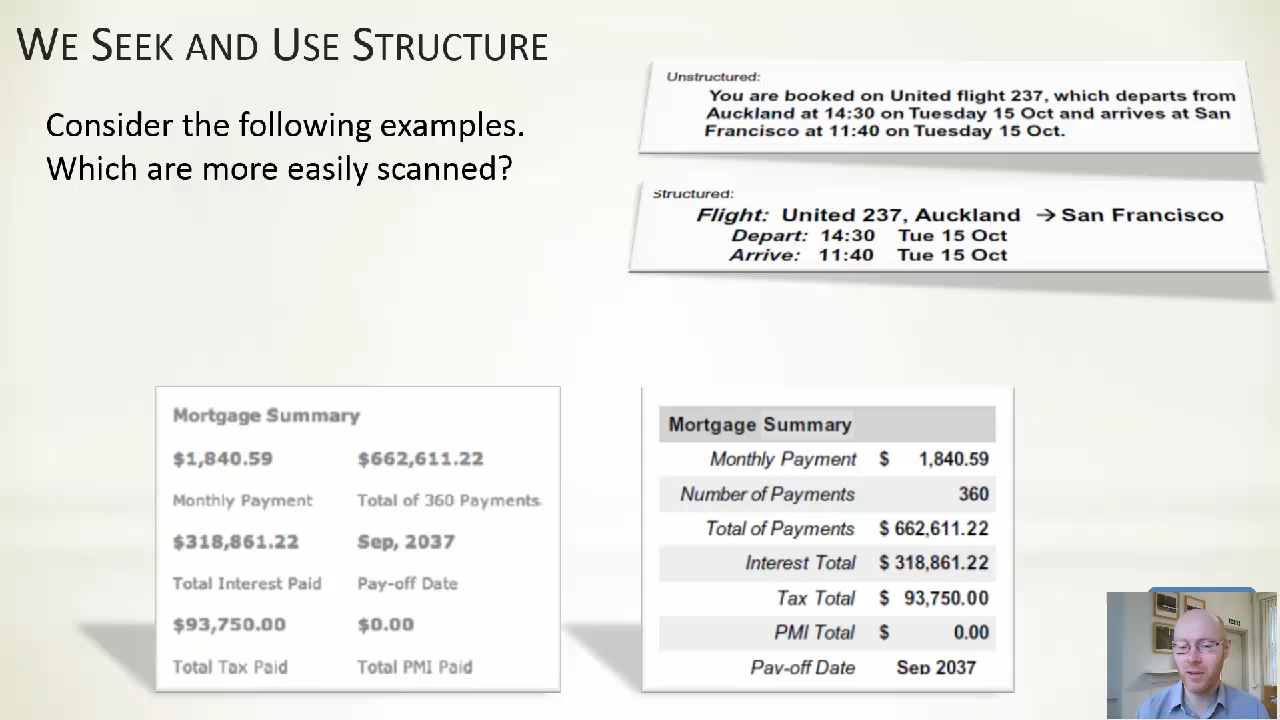 WE SEEK AND USE STRUCTURE
Consider the following examples.
Which are more easily scanned?
Unstructured:
You are booked on United flight 237, which departs from
Auckland at 14:30 on Tuesday 15 Oct and arrives at San
Francisco at 11:40 on Tuesday 15 Oct.
Structured:
Flight: United 237, Auckland → San Francisco
Depart: 14:30 Tue 15 Oct
Arrive: 11:40 Tue 15 Oct
Mortgage Summary
$1,840.59 $662,611.22
Monthly Payment Total of 360 Payments
$318,861.22 Sep, 2037
Total Interest Paid Pay-off Date
$93,750.00 $0.00
Total Tax Paid Total PMI Paid
Mortgage Summary
Monthly Payment $ 1,840.59
Number of Payments 360
Total of Payments $ 662,611.22
Interest Total $ 318,861.22
Tax Total $ 93,750.00
PMI Total $ 0.00
Pay-off Date Sep 2037